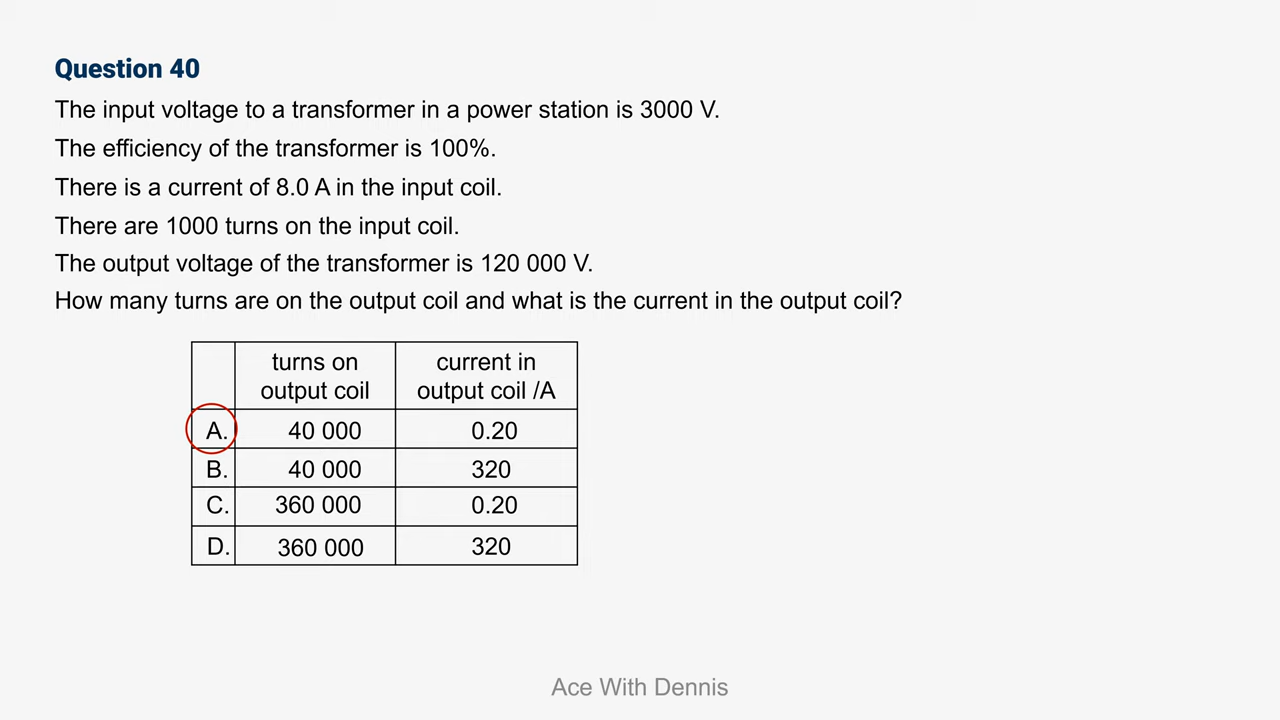 Question 40
The input voltage to a transformer in a power station is 3000 V.
The efficiency of the transformer is 100%.
There is a current of 8.0 A in the input coil.
There are 1000 turns on the input coil.
The output voltage of the transformer is 120 000 V.
How many turns are on the output coil and what is the current in the output coil?
turns on current in
output coil output coil /A
A. 40 000 0.20
B. 40 000 320
C. 360 000 0.20
D. 360 000 320
Ace With Dennis